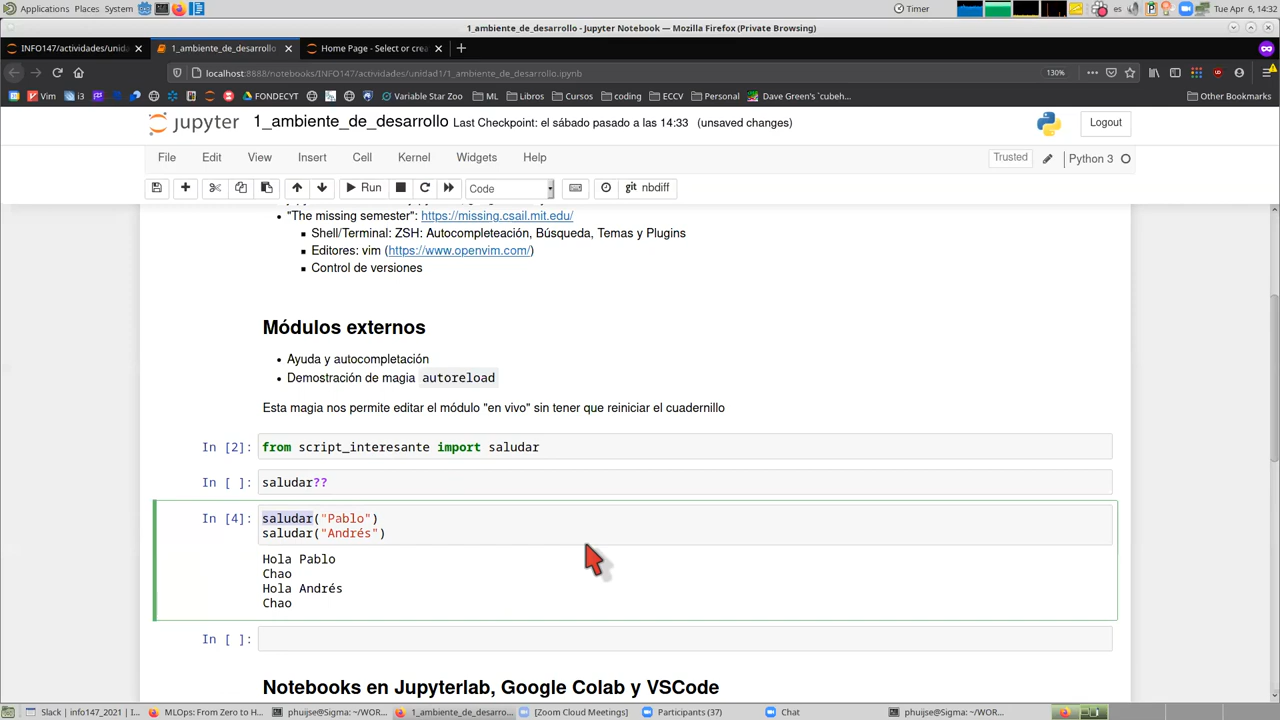 Applications Places System Timer es Tue Apr 6, 14:32
1_ambiente_de_desarrollo - Jupyter Notebook — Mozilla Firefox (Private Browsing)
INFO147/actividades/unida 1_ambiente_de_desarrollo Home Page - Select or crea
localhost:8888/notebooks/INFO147/actividades/unidad1/1_ambiente_de_desarrollo.ipynb 130%
Vim i3 FONDECYT Variable Star Zoo ML Libros Cursos coding ECCV Personal Dave Green's 'cubeh... Other Bookmarks
jupyter 1_ambiente_de_desarrollo Last Checkpoint: el sábado pasado a las 14:33 (unsaved changes) Logout
File Edit View Insert Cell Kernel Widgets Help Trusted Python 3
Run Code git nbdiff
"The missing semester": https://missing.csail.mit.edu/
Shell/Terminal: ZSH: Autocompleteación, Búsqueda, Temas y Plugins
Editores: vim (https://www.openvim.com/)
Control de versiones
Módulos externos
Ayuda y autocompletación
Demostración de magia autoreload
Esta magia nos permite editar el módulo "en vivo" sin tener que reiniciar el cuadernillo
In [2]: from script_interesante import saludar
In [ ]: saludar??
In [4]: saludar("Pablo")
saludar("Andrés")
Hola Pablo
Chao
Hola Andrés
Chao
In [ ]:
Notebooks en Jupyterlab, Google Colab y VSCode
Slack | info147_2021 | I... MLOps: From Zero to H... phuijse@Sigma: ~/WOR... 1_ambiente_de_desarro... [Zoom Cloud Meetings] Participants (37) Chat phuijse@Sigma: ~/WOR...